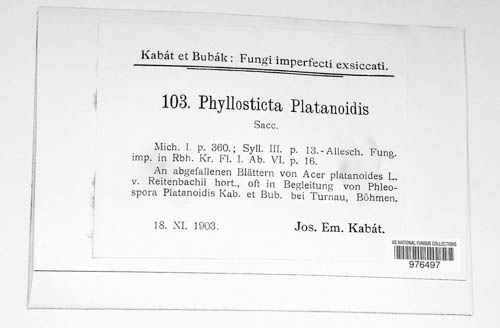 Kabát et Bubák: Fungi imperfecti exsiccati.
103. Phyllosticta Platanoidis
Sacc.
Mich. I. p. 360.; Syll. III. p. 13.-Allesch. Fung.
imp. in Rbh. Kr. Fl. I. Ab. VI. p. 16.
An abgefallenen Blättern von Acer platanoides L.
v. Reitenbachii hort., oft in Begleitung von Phleo-
spora Platanoidis Kab. et Bub. bei Turnau, Böhmen.
18. XI. 1903.
Jos. Em. Kabát.
US NATIONAL FUNGUS COLLECTIONS
976497